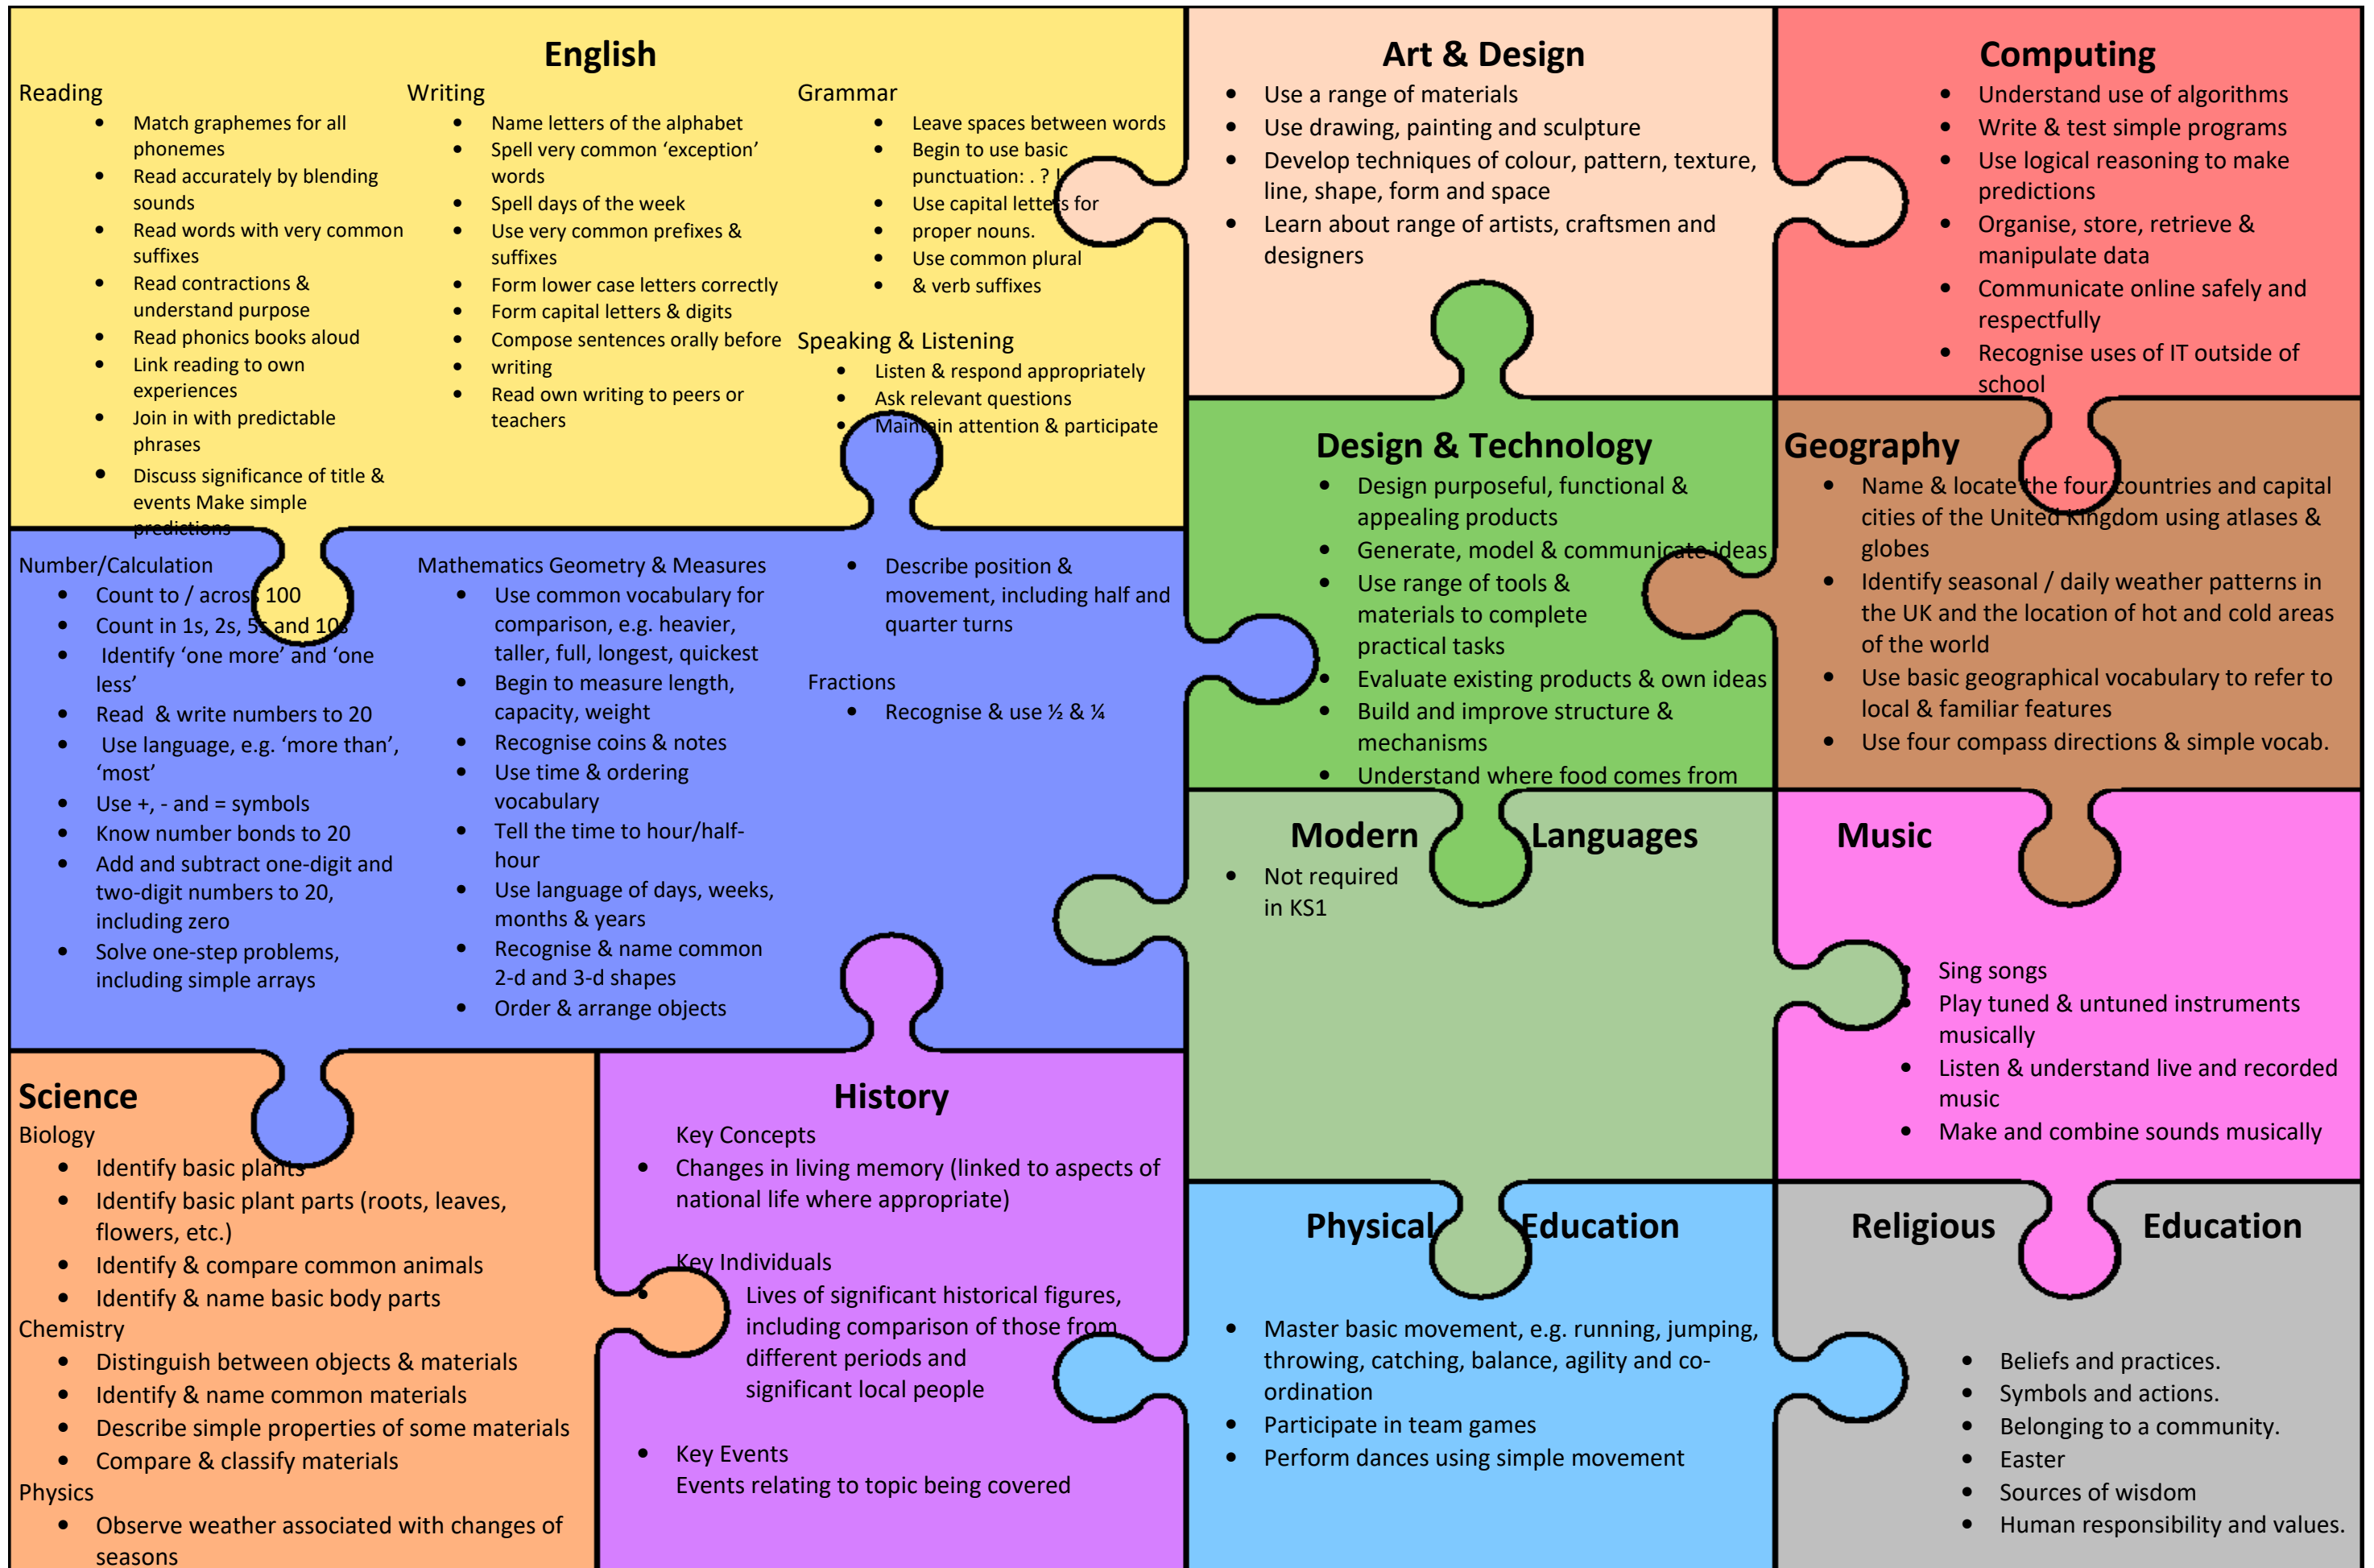 English
Reading
• Match graphemes for all
phonemes
• Read accurately by blending
sounds
• Read words with very common
suffixes
• Read contractions &
understand purpose
• Read phonics books aloud
• Link reading to own
experiences
• Join in with predictable
phrases
• Discuss significance of title &
events Make simple
predictions
Writing
• Name letters of the alphabet
• Spell very common ‘exception’
words
• Spell days of the week
• Use very common prefixes &
suffixes
• Form lower case letters correctly
• Form capital letters & digits
• Compose sentences orally before
• writing
• Read own writing to peers or
teachers
Grammar
• Leave spaces between words
• Begin to use basic
punctuation: . ? !
• Use capital letters for
• proper nouns.
• Use common plural
• & verb suffixes
Speaking & Listening
• Listen & respond appropriately
• Ask relevant questions
• Maintain attention & participate
Art & Design
• Use a range of materials
• Use drawing, painting and sculpture
• Develop techniques of colour, pattern, texture,
line, shape, form and space
• Learn about range of artists, craftsmen and
designers
Computing
• Understand use of algorithms
• Write & test simple programs
• Use logical reasoning to make
predictions
• Organise, store, retrieve &
manipulate data
• Communicate online safely and
respectfully
• Recognise uses of IT outside of
school
Number/Calculation
• Count to / across 100
• Count in 1s, 2s, 5s and 10s
• Identify ‘one more’ and ‘one
less’
• Read & write numbers to 20
• Use language, e.g. ‘more than’,
‘most’
• Use +, - and = symbols
• Know number bonds to 20
• Add and subtract one-digit and
two-digit numbers to 20,
including zero
• Solve one-step problems,
including simple arrays
Mathematics Geometry & Measures
• Use common vocabulary for
comparison, e.g. heavier,
taller, full, longest, quickest
• Begin to measure length,
capacity, weight
• Recognise coins & notes
• Use time & ordering
vocabulary
• Tell the time to hour/half-
hour
• Use language of days, weeks,
months & years
• Recognise & name common
2-d and 3-d shapes
• Order & arrange objects
• Describe position &
movement, including half and
quarter turns
Fractions
• Recognise & use ½ & ¼
Design & Technology
• Design purposeful, functional &
appealing products
• Generate, model & communicate ideas
• Use range of tools &
materials to complete
practical tasks
• Evaluate existing products & own ideas
• Build and improve structure &
mechanisms
• Understand where food comes from
Geography
• Name & locate the four countries and capital
cities of the United Kingdom using atlases &
globes
• Identify seasonal / daily weather patterns in
the UK and the location of hot and cold areas
of the world
• Use basic geographical vocabulary to refer to
local & familiar features
• Use four compass directions & simple vocab.
Modern Languages
• Not required
in KS1
Music
• Sing songs
• Play tuned & untuned instruments
musically
• Listen & understand live and recorded
music
• Make and combine sounds musically
Science
Biology
• Identify basic plants
• Identify basic plant parts (roots, leaves,
flowers, etc.)
• Identify & compare common animals
• Identify & name basic body parts
Chemistry
• Distinguish between objects & materials
• Identify & name common materials
• Describe simple properties of some materials
• Compare & classify materials
Physics
• Observe weather associated with changes of
seasons
History
Key Concepts
• Changes in living memory (linked to aspects of
national life where appropriate)
Key Individuals
• Lives of significant historical figures,
including comparison of those from
different periods and
significant local people
• Key Events
Events relating to topic being covered
Physical Education
• Master basic movement, e.g. running, jumping,
throwing, catching, balance, agility and co-
ordination
• Participate in team games
• Perform dances using simple movement
Religious Education
• Beliefs and practices.
• Symbols and actions.
• Belonging to a community.
• Easter
• Sources of wisdom
• Human responsibility and values.